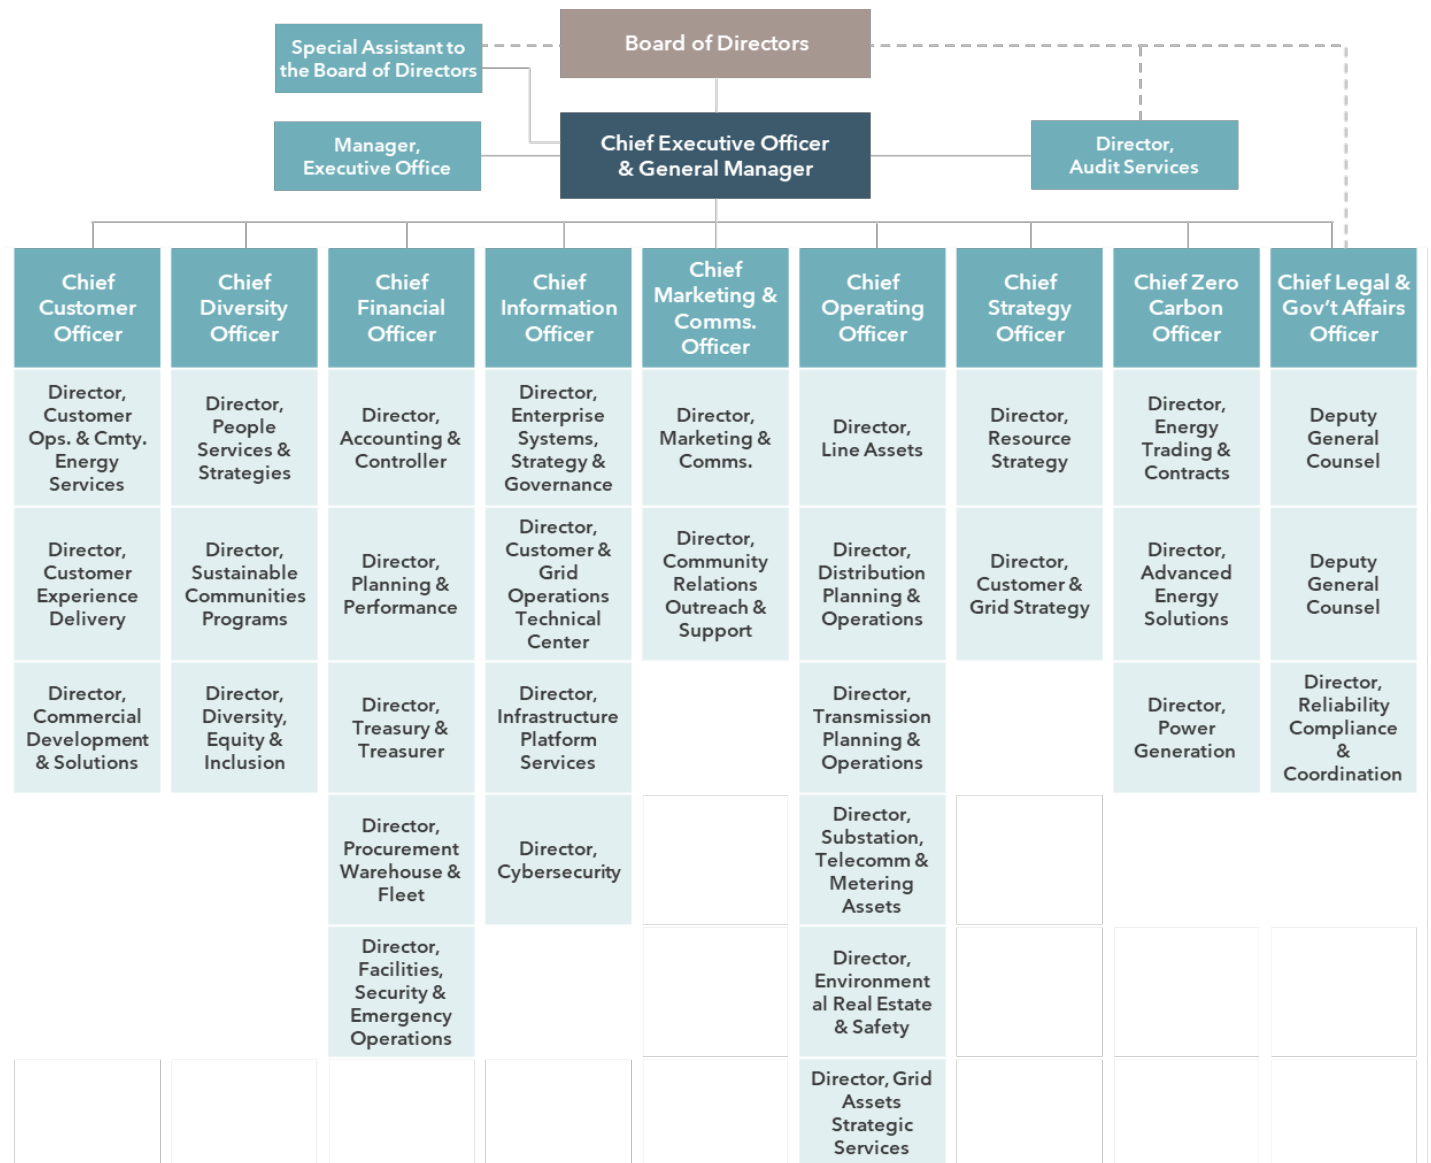 Special Assistant to
the Board of Directors
Board of Directors
Manager,
Executive Office
Chief Executive Officer
& General Manager
Director,
Audit Services
Chief
Customer
Officer
Director,
Customer
Ops. & Cmty.
Energy
Services
Director,
Customer
Experience
Delivery
Director,
Commercial
Development
& Solutions
Chief
Diversity
Officer
Director,
People
Services &
Strategies
Director,
Sustainable
Communities
Programs
Director,
Diversity,
Equity &
Inclusion
Chief
Financial
Officer
Director,
Accounting &
Controller
Director,
Planning &
Performance
Director,
Treasury &
Treasurer
Director,
Procurement
Warehouse &
Fleet
Director,
Facilities,
Security &
Emergency
Operations
Chief
Information
Officer
Director,
Enterprise
Systems,
Strategy &
Governance
Director,
Customer &
Grid
Operations
Technical
Center
Director,
Infrastructure
Platform
Services
Director,
Cybersecurity
Chief
Marketing &
Comms.
Officer
Director,
Marketing &
Comms.
Director,
Community
Relations
Outreach &
Support
Chief
Operating
Officer
Director,
Line Assets
Director,
Distribution
Planning &
Operations
Director,
Transmission
Planning &
Operations
Director,
Substation,
Telecomm &
Metering
Assets
Director,
Environment
al Real Estate
& Safety
Director, Grid
Assets
Strategic
Services
Chief
Strategy
Officer
Director,
Resource
Strategy
Director,
Customer &
Grid Strategy
Chief Zero
Carbon
Officer
Director,
Energy
Trading &
Contracts
Director,
Advanced
Energy
Solutions
Director,
Power
Generation
Chief Legal &
Gov't Affairs
Officer
Deputy
General
Counsel
Deputy
General
Counsel
Director,
Reliability
Compliance
&
Coordination